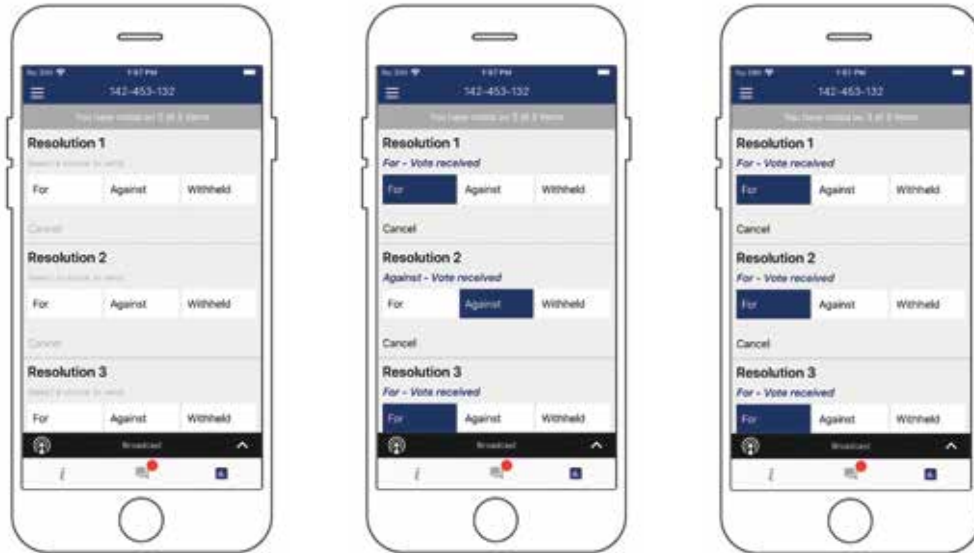 142-453-132
Resolution 1
For Against Withheld
Cancel
Resolution 2
For Against Withheld
Cancel
Resolution 3
For Against Withheld
Broadcast
142-453-132
Resolution 1
For - Vote received
For Against Withheld
Cancel
Resolution 2
Against - Vote received
For Against Withheld
Cancel
Resolution 3
For - Vote received
For Against Withheld
Broadcast
142-453-132
Resolution 1
For - Vote received
For Against Withheld
Cancel
Resolution 2
For - Vote received
For Against Withheld
Cancel
Resolution 3
For - Vote received
For Against Withheld
Broadcast